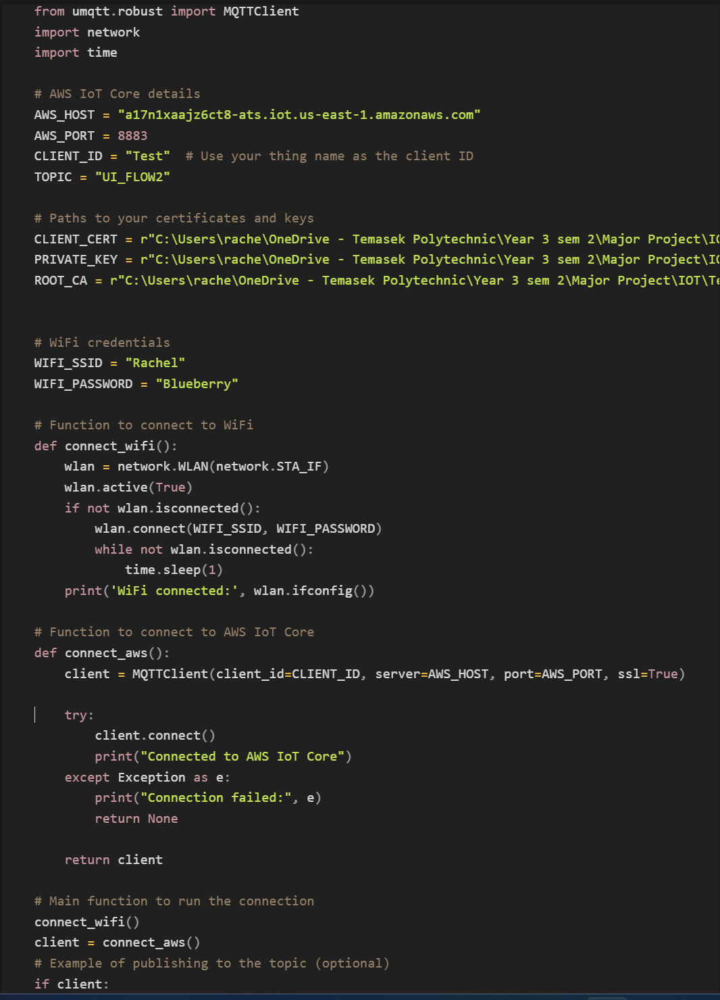 from umqtt.robust import MQTTClient
import network
import time
# AWS IoT Core details
AWS_HOST = "a17n1xaajz6ct8-ats.iot.us-east-1.amazonaws.com"
AWS_PORT = 8883
CLIENT_ID = "Test"  # Use your thing name as the client ID
TOPIC = "UI_FLOW2"
# Paths to your certificates and keys
CLIENT_CERT = r"C:\Users\rache\OneDrive - Temasek Polytechnic\Year 3 sem 2\Major Project\IO
PRIVATE_KEY = r"C:\Users\rache\OneDrive - Temasek Polytechnic\Year 3 sem 2\Major Project\IO
ROOT_CA = r"C:\Users\rache\OneDrive - Temasek Polytechnic\Year 3 sem 2\Major Project\IOT\Te
# WiFi credentials
WIFI_SSID = "Rachel"
WIFI_PASSWORD = "Blueberry"
# Function to connect to WiFi
def connect_wifi():
    wlan = network.WLAN(network.STA_IF)
    wlan.active(True)
    if not wlan.isconnected():
        wlan.connect(WIFI_SSID, WIFI_PASSWORD)
        while not wlan.isconnected():
            time.sleep(1)
    print('WiFi connected:', wlan.ifconfig())
# Function to connect to AWS IoT Core
def connect_aws():
    client = MQTTClient(client_id=CLIENT_ID, server=AWS_HOST, port=AWS_PORT, ssl=True)
    try:
        client.connect()
        print("Connected to AWS IoT Core")
    except Exception as e:
        print("Connection failed:", e)
        return None
    return client
# Main function to run the connection
connect_wifi()
client = connect_aws()
# Example of publishing to the topic (optional)
if client: